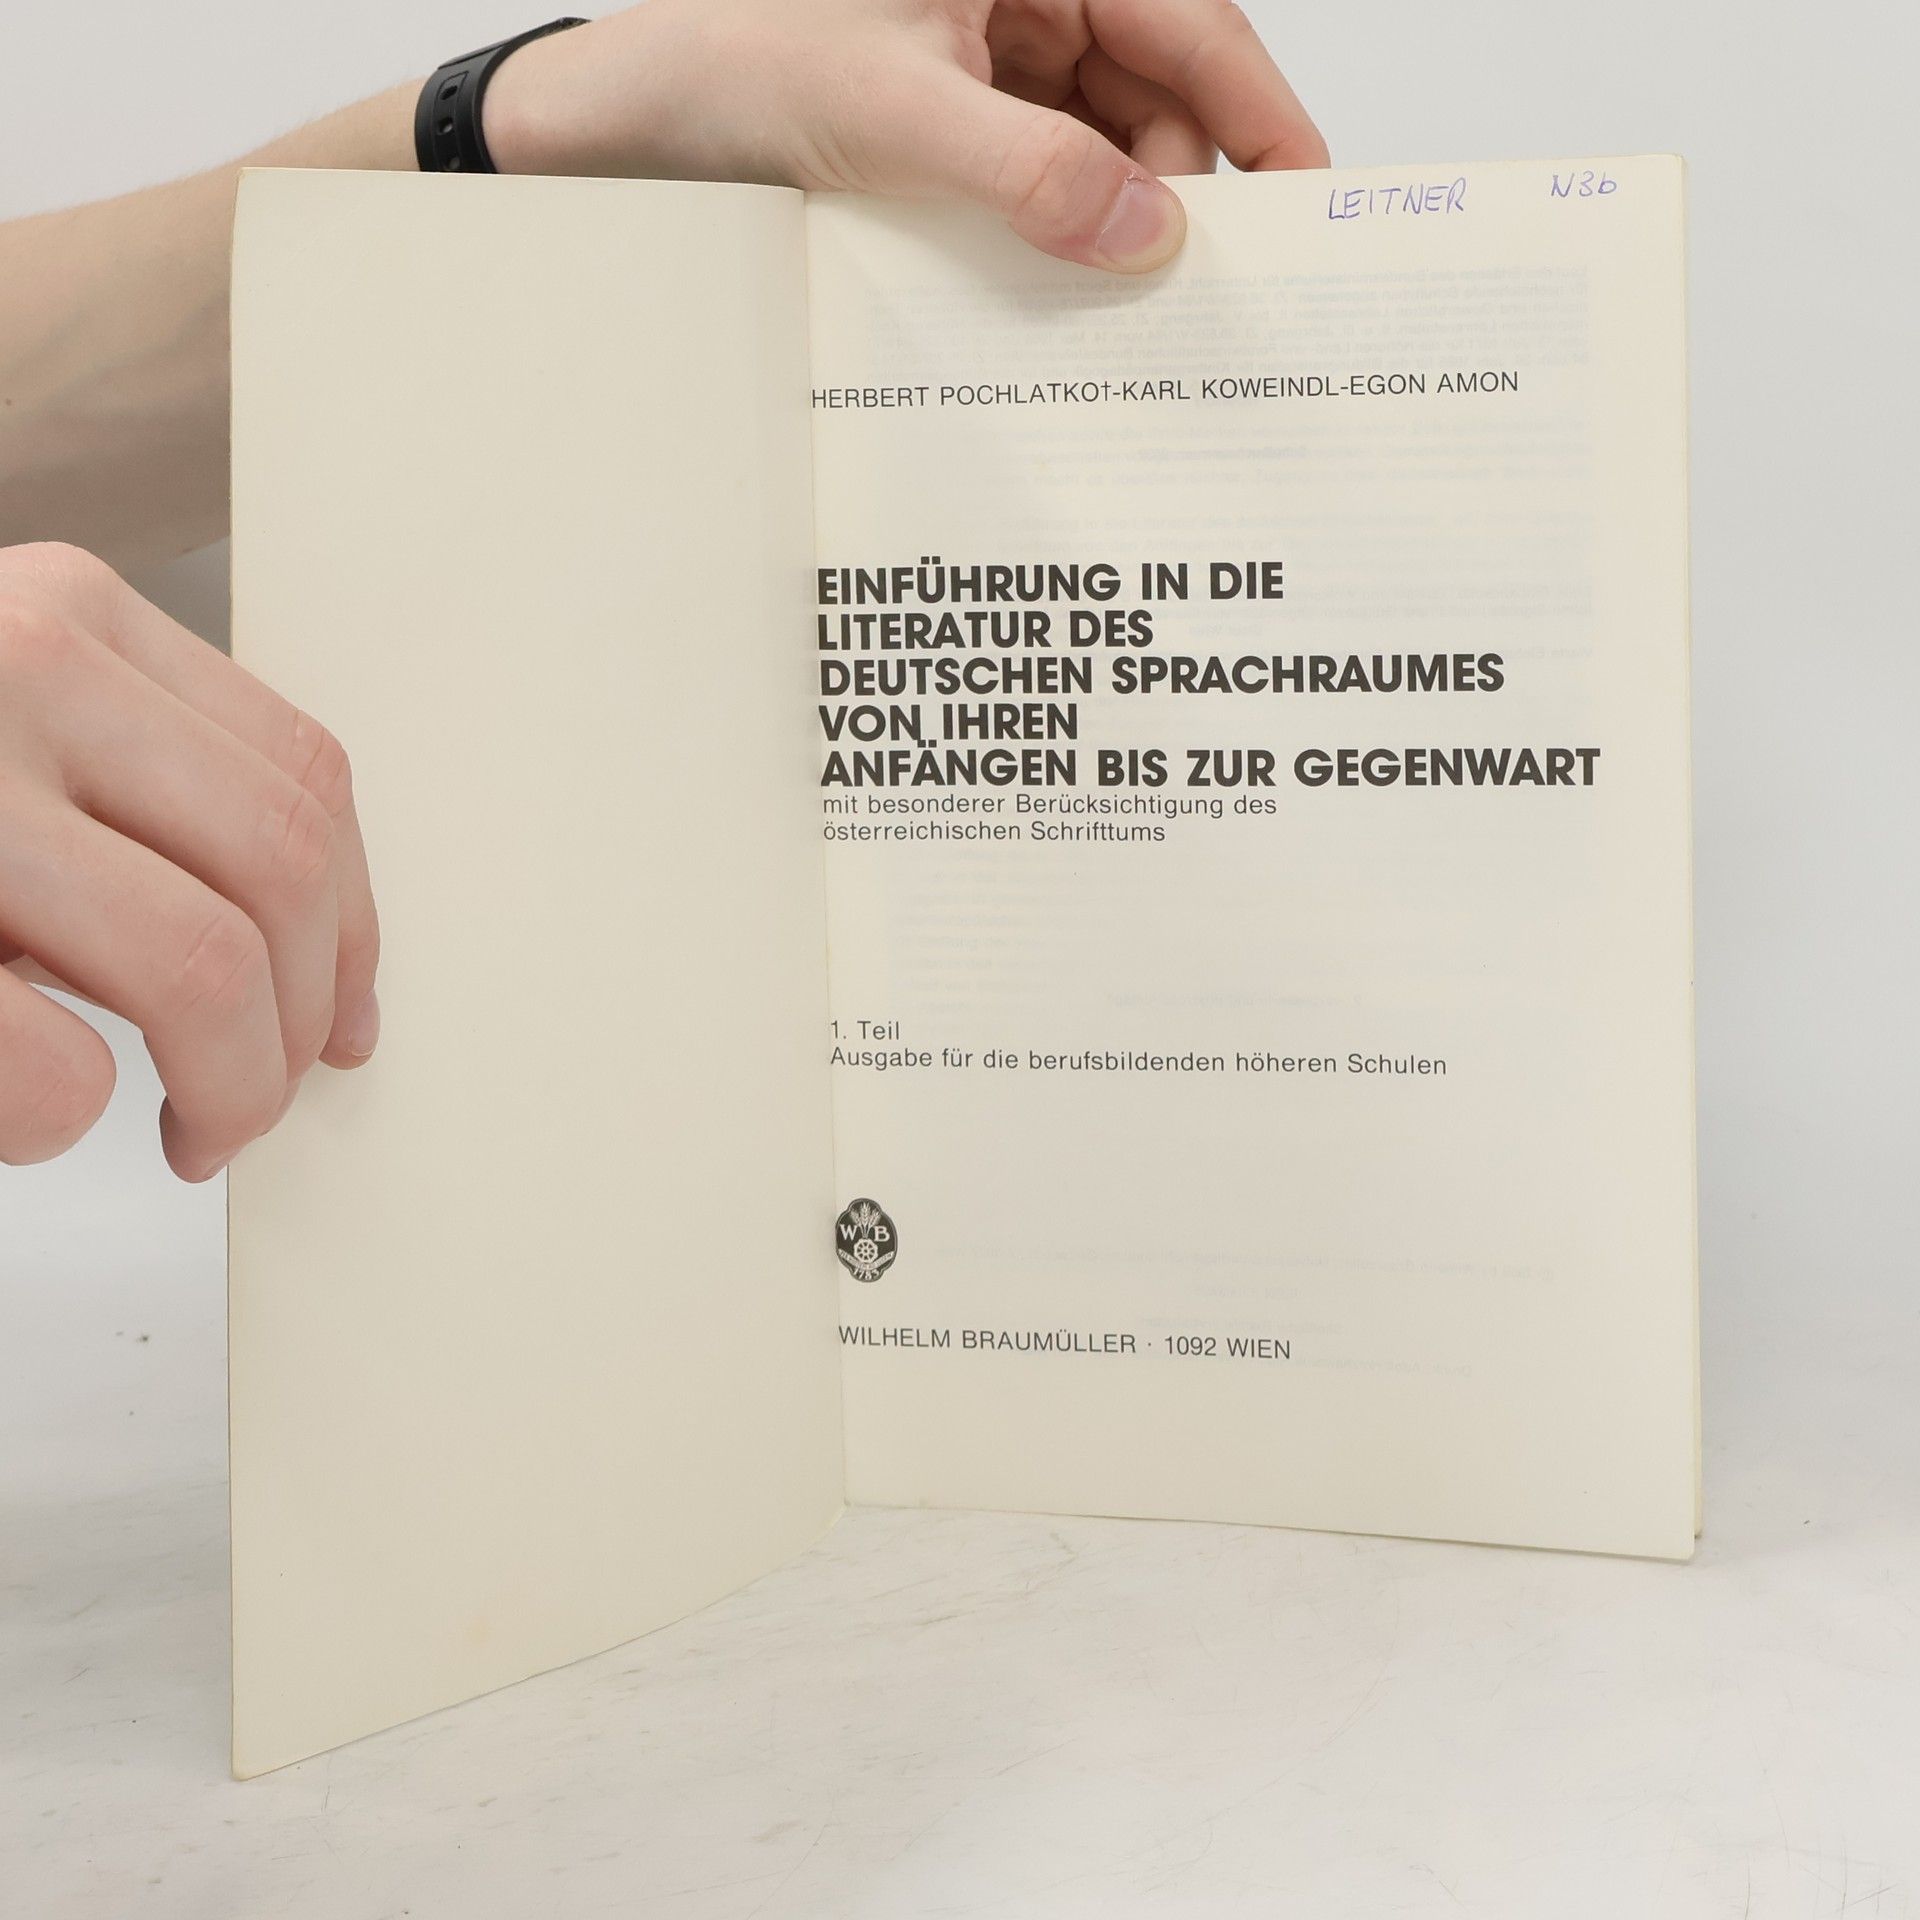 LEITNER N3b
HERBERT POCHLATKO†-KARL KOWEINDL-EGON AMON
EINFÜHRUNG IN DIE
LITERATUR DES
DEUTSCHEN SPRACHRAUMES
VON IHREN
ANFÄNGEN BIS ZUR GEGENWART
mit besonderer Berücksichtigung des
österreichischen Schrifttums
1. Teil
Ausgabe für die berufsbildenden höheren Schulen
W B
1783
WILHELM BRAUMÜLLER · 1092 WIEN